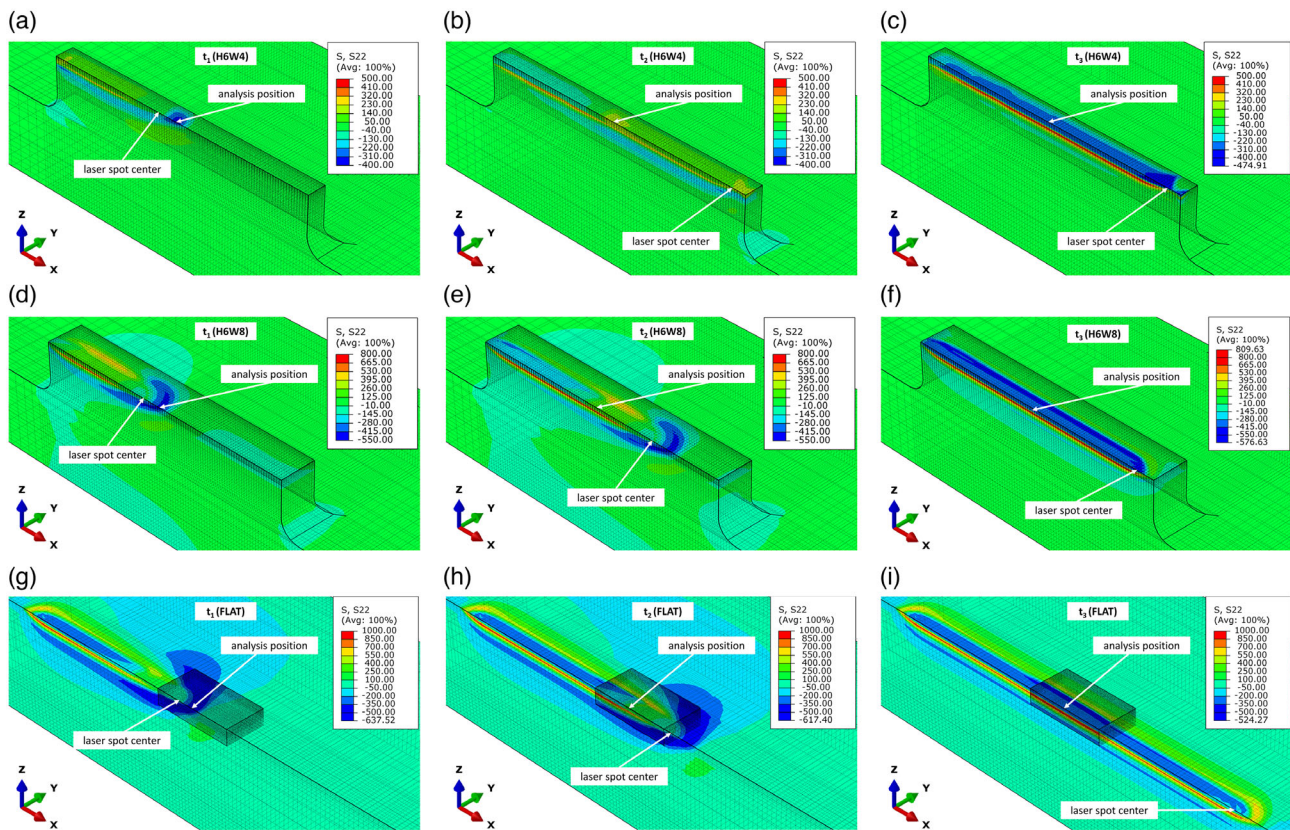 (a)
t1 (H6W4)
S, S22
(Avg: 100%)
500.00
410.00
320.00
230.00
140.00
50.00
-40.00
-130.00
-220.00
-310.00
-400.00
analysis position
laser spot center
Z
Y
X
(b)
t2 (H6W4)
S, S22
(Avg: 100%)
500.00
410.00
320.00
230.00
140.00
50.00
-40.00
-130.00
-220.00
-310.00
-400.00
analysis position
laser spot center
Z
Y
X
(c)
t3 (H6W4)
S, S22
(Avg: 100%)
500.00
410.00
320.00
230.00
140.00
50.00
-40.00
-130.00
-220.00
-310.00
-400.00
-474.91
analysis position
laser spot center
Z
Y
X
(d)
t1 (H6W8)
S, S22
(Avg: 100%)
800.00
665.00
530.00
395.00
260.00
125.00
-10.00
-145.00
-280.00
-415.00
-550.00
analysis position
laser spot center
Z
Y
X
(e)
t2 (H6W8)
S, S22
(Avg: 100%)
800.00
665.00
530.00
395.00
260.00
125.00
-10.00
-145.00
-280.00
-415.00
-550.00
analysis position
laser spot center
Z
Y
X
(f)
t3 (H6W8)
S, S22
(Avg: 100%)
809.63
800.00
665.00
530.00
395.00
260.00
125.00
-10.00
-145.00
-280.00
-415.00
-550.00
-576.63
analysis position
laser spot center
Z
Y
X
(g)
t1 (FLAT)
S, S22
(Avg: 100%)
1000.00
850.00
700.00
550.00
400.00
250.00
100.00
-50.00
-200.00
-350.00
-500.00
-637.52
analysis position
laser spot center
Z
Y
X
(h)
t2 (FLAT)
S, S22
(Avg: 100%)
1000.00
850.00
700.00
550.00
400.00
250.00
100.00
-50.00
-200.00
-350.00
-500.00
-617.40
analysis position
laser spot center
Z
Y
X
(i)
t3 (FLAT)
S, S22
(Avg: 100%)
1000.00
850.00
700.00
550.00
400.00
250.00
100.00
-50.00
-200.00
-350.00
-500.00
-524.27
analysis position
laser spot center
Z
Y
X